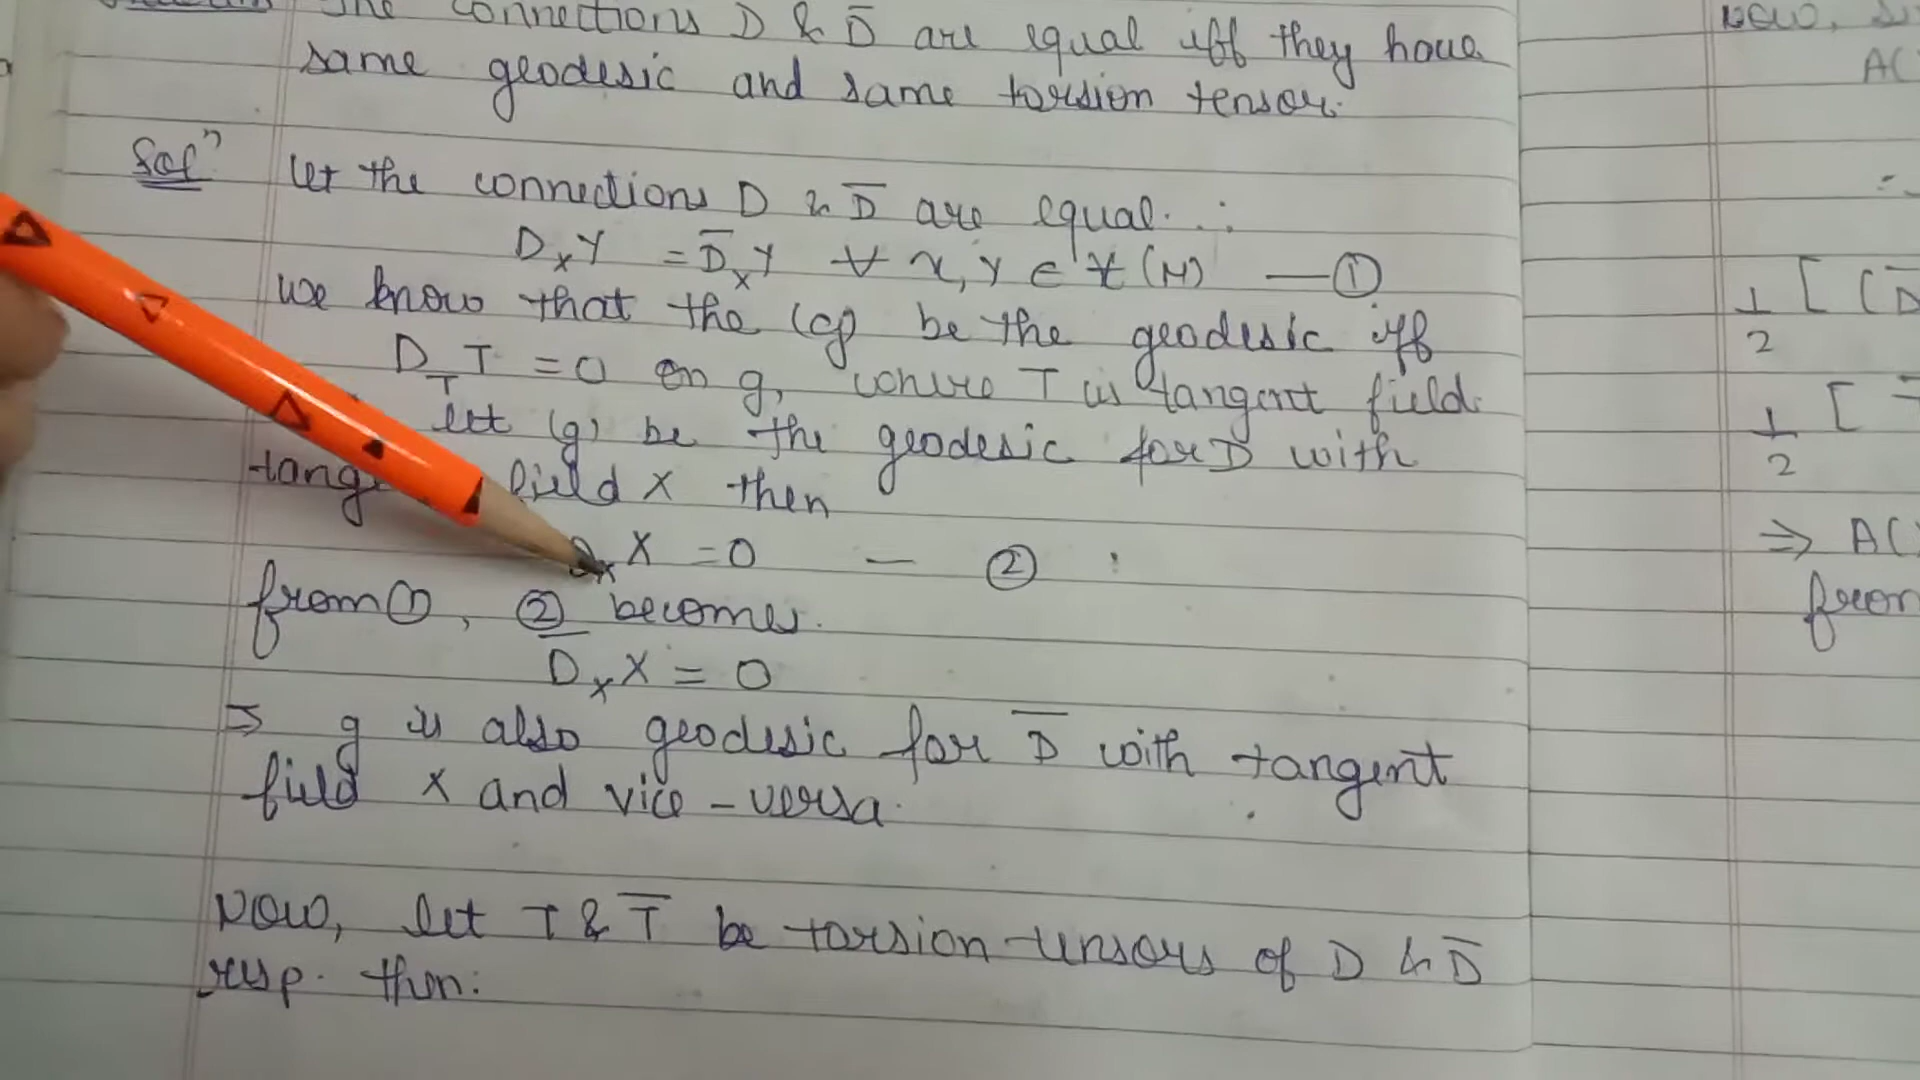 The connections D & D̅ are equal iff they have
same geodesic and same torsion tensor.
Solⁿ let the connections D & D̅ are equal. ∴
D_X Y = D̅_X Y ∀ x, Y ∈ X(M) — ①
we know that the (g) be the geodesic iff
D_T T = 0 on g, where T is tangent field.
let (g) be the geodesic for D with
field X then
D_X X = 0 — ②
from ①, ② becomes.
D̅_X X = 0
⇒ g is also geodesic for D̅ with tangent
field X and vice-versa.
Now, let T & T̅ be torsion tensors of D & D̅
resp. then:
Now,
A(
1/2 [ (D̅
1/2 [
⇒ A(
from